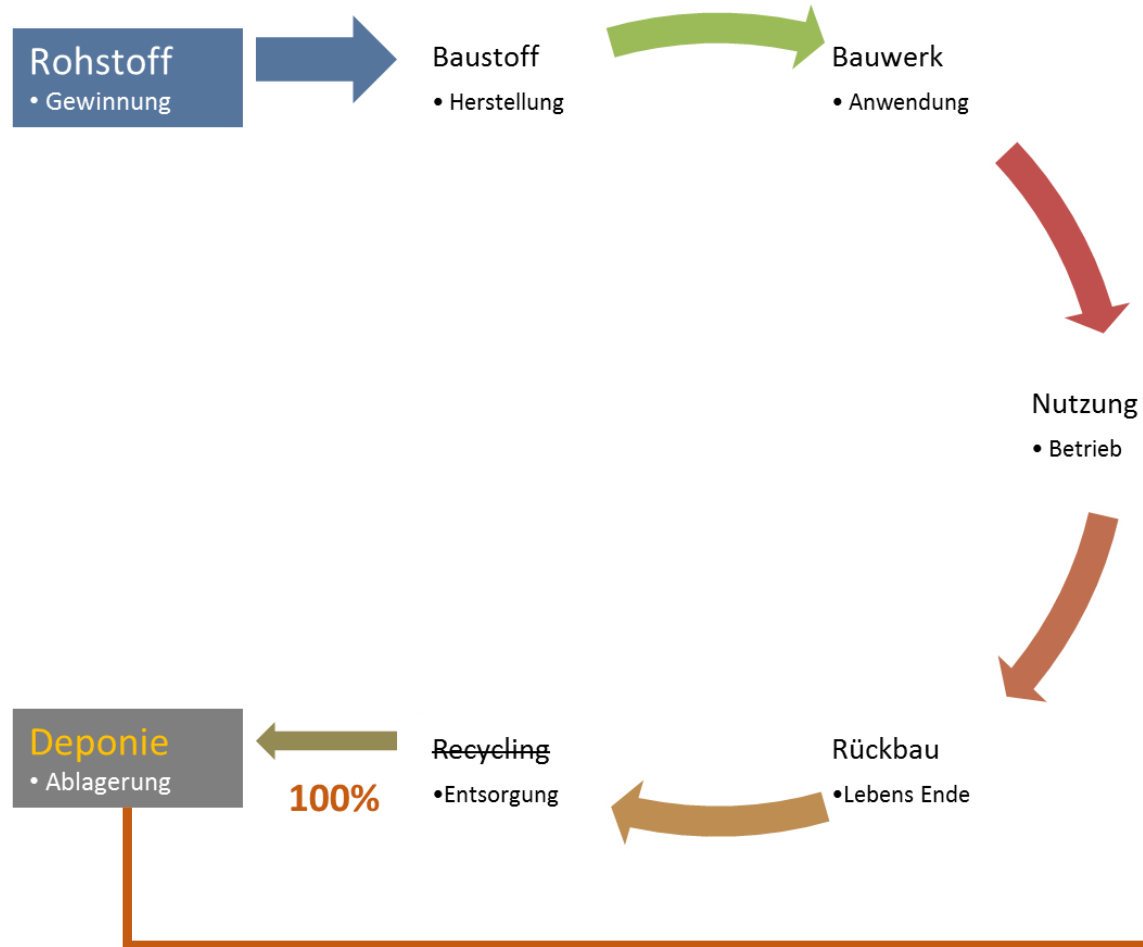 Rohstoff
• Gewinnung
Baustoff
• Herstellung
Bauwerk
• Anwendung
Nutzung
• Betrieb
Rückbau
•Lebens Ende
Recycling
•Entsorgung
100%
Deponie
• Ablagerung